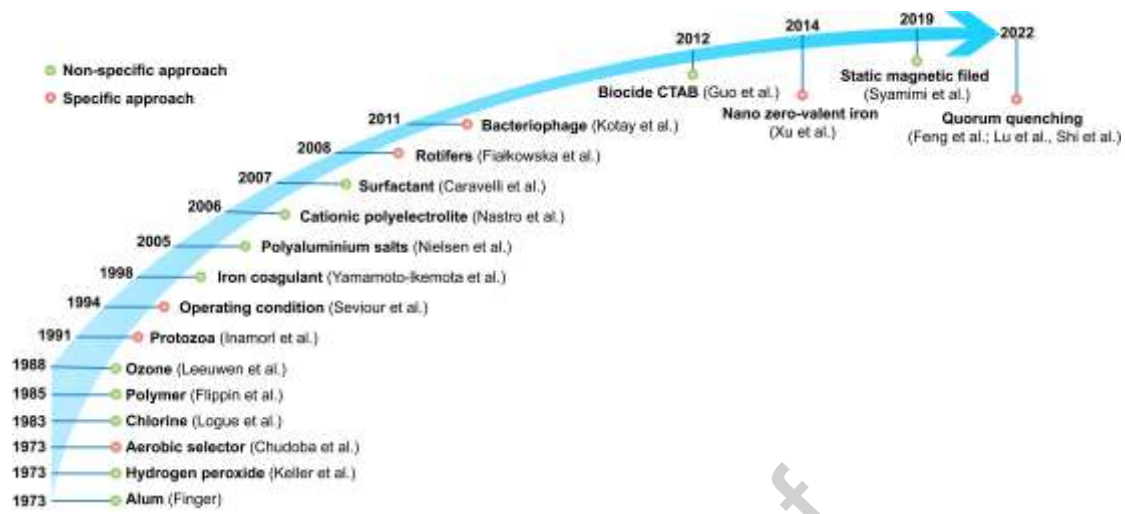 2012
2014
2019
2022
Non-specific approach
Specific approach
Biocide CTAB (Guo et al.)
Static magnetic filed
(Syamimi et al.)
Nano zero-valent iron
(Xu et al.)
Quorum quenching
(Feng et al.; Lu et al., Shi et al.)
2011 Bacteriophage (Kotay et al.)
2008 Rotifers (Fiałkowska et al.)
2007 Surfactant (Caravelli et al.)
2006 Cationic polyelectrolite (Nastro et al.)
2005 Polyaluminium salts (Nielsen et al.)
1998 Iron coagulant (Yamamoto-Ikemota et al.)
1994 Operating condition (Seviour et al.)
1991 Protozoa (Inamorl et al.)
1988 Ozone (Leeuwen et al.)
1985 Polymer (Flippin et al.)
1983 Chlorine (Logue et al.)
1973 Aerobic selector (Chudoba et al.)
1973 Hydrogen peroxide (Keller et al.)
1973 Alum (Finger)
f